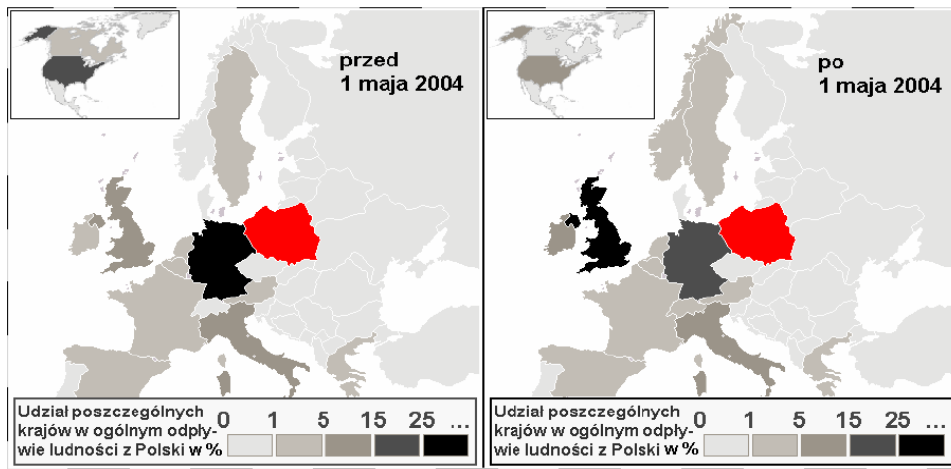 przed
1 maja 2004
Udział poszczególnych
krajów w ogólnym odpły-
wie ludności z Polski w %
0 1 5 15 25 ...
po
1 maja 2004
Udział poszczególnych
krajów w ogólnym odpły-
wie ludności z Polski w %
0 1 5 15 25 ...